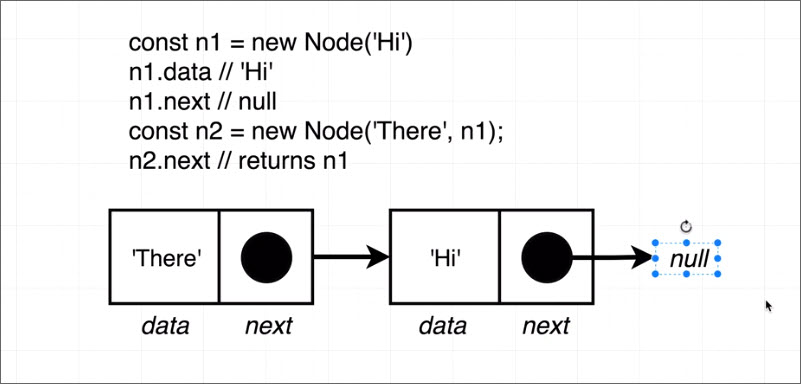 const n1 = new Node('Hi')
n1.data // 'Hi'
n1.next // null
const n2 = new Node('There', n1);
n2.next // returns n1
'There'
'Hi'
null
data
next
data
next